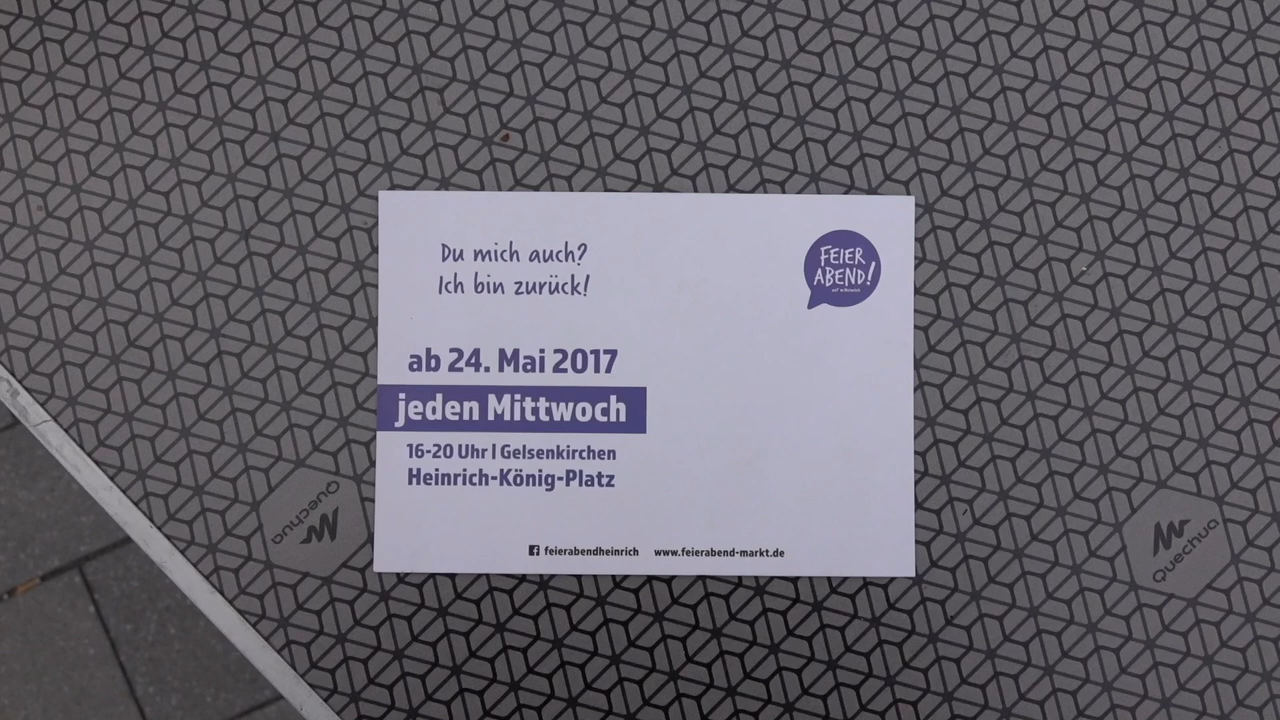 Du mich auch?
Ich bin zurück!
FEIER
ABEND!
ab 24. Mai 2017
jeden Mittwoch
16-20 Uhr | Gelsenkirchen
Heinrich-König-Platz
feierabendheinrich www.feierabend-markt.de
Quechua
Quechua